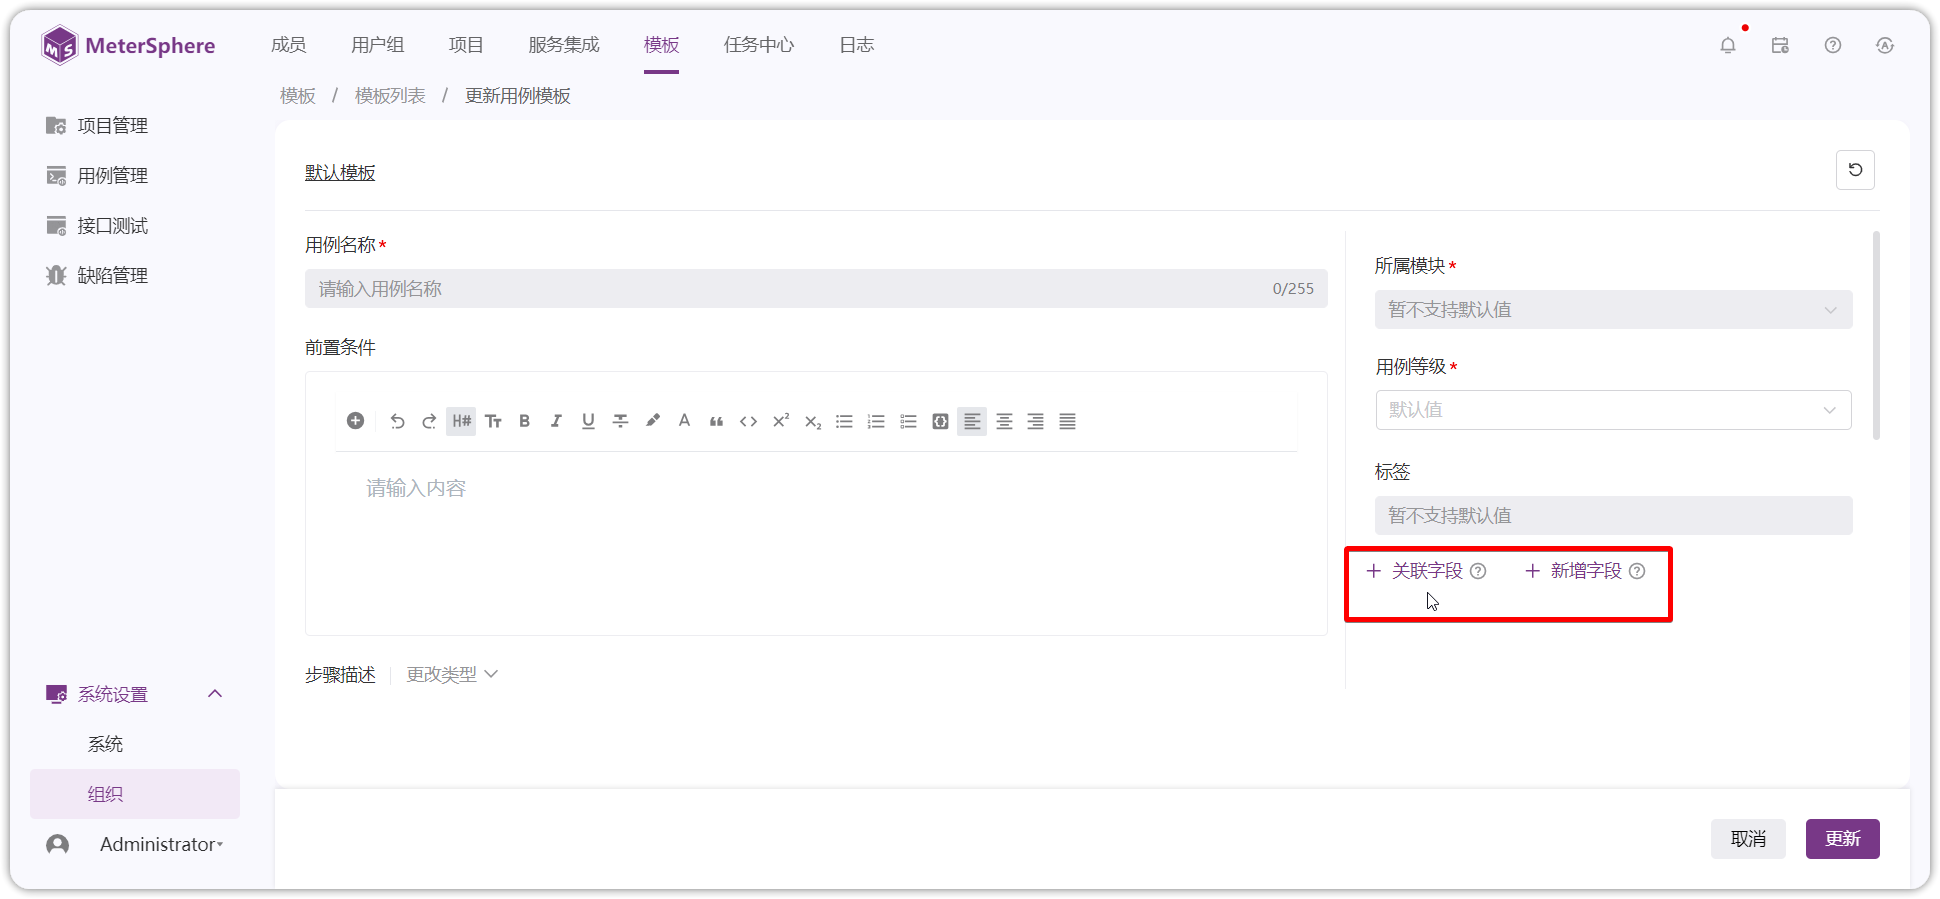 MeterSphere
成员 用户组 项目 服务集成 模板 任务中心 日志
模板 / 模板列表 / 更新用例模板
项目管理
用例管理
接口测试
缺陷管理
系统设置
系统
组织
Administrator
默认模板
用例名称*
请输入用例名称 0/255
前置条件
H# Tт B I U A X² X₂
请输入内容
步骤描述 更改类型
所属模块*
暂不支持默认值
用例等级*
默认值
标签
暂不支持默认值
+ 关联字段 ? + 新增字段 ?
取消 更新